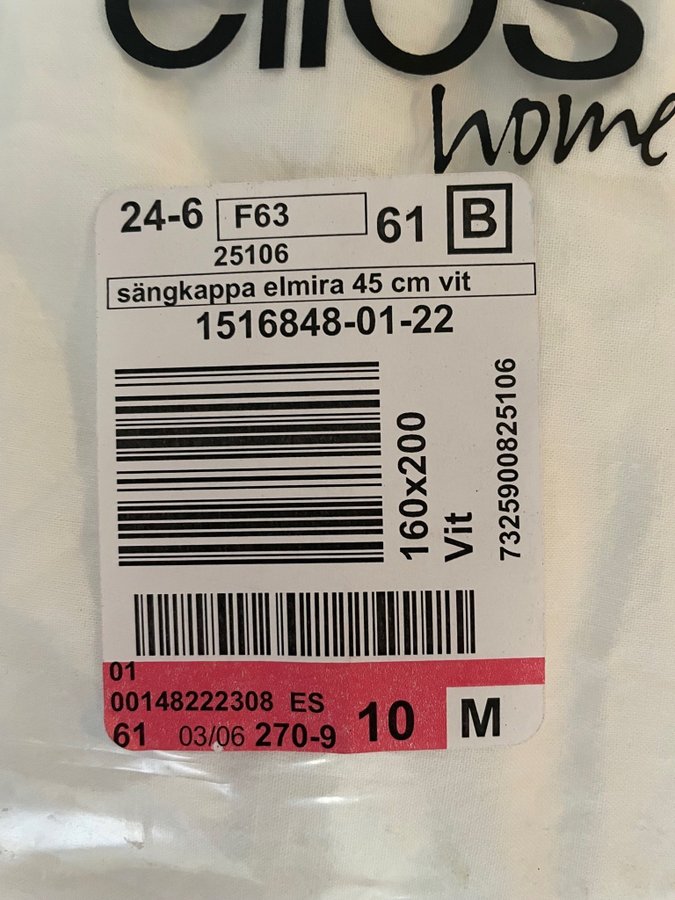 ellos
home
24-6 F63 61 B
25106
sängkappa elmira 45 cm vit
1516848-01-22
160x200
Vit
7325900825106
01
00148222308 ES
61 03/06 270-9 10 M